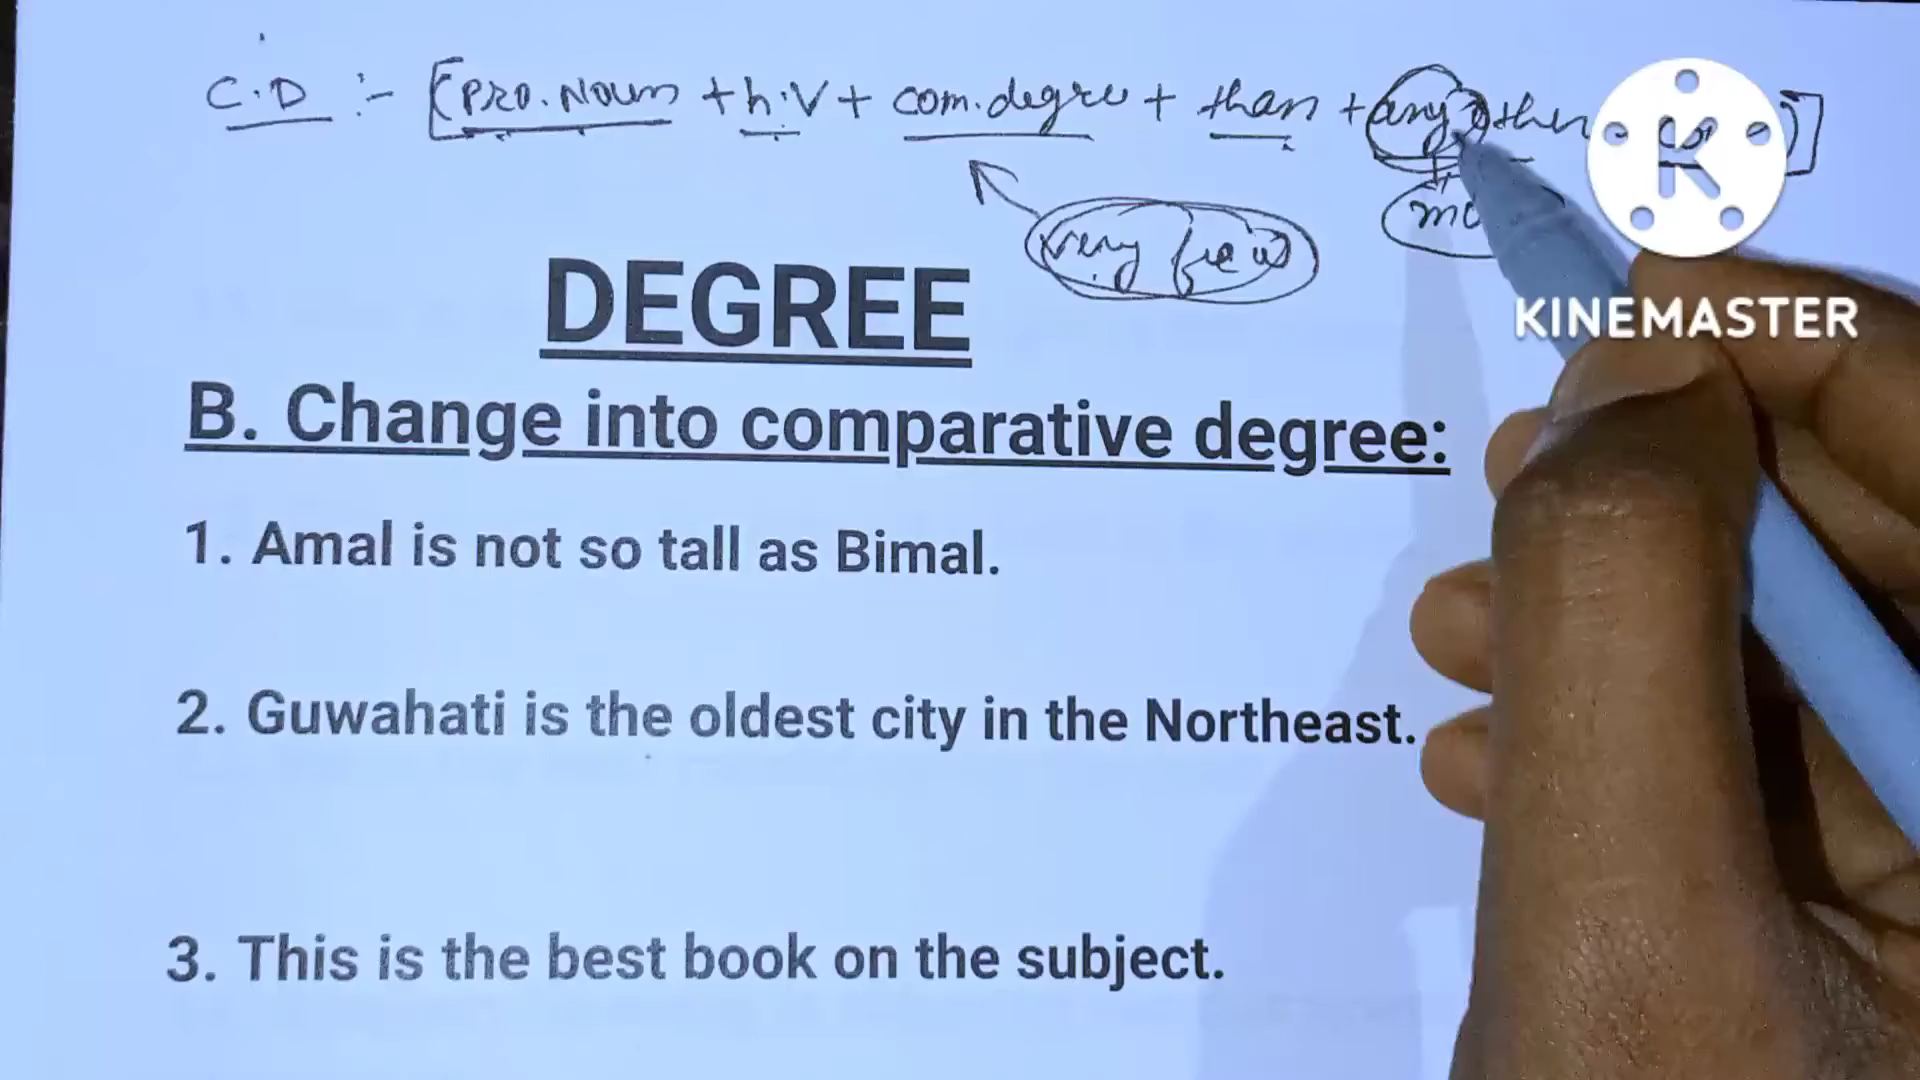 C.D :- [Pro.Noun + h.V + com.degree + than + any other
very few
DEGREE
B. Change into comparative degree:
1. Amal is not so tall as Bimal.
2. Guwahati is the oldest city in the Northeast.
3. This is the best book on the subject.
KINEMASTER